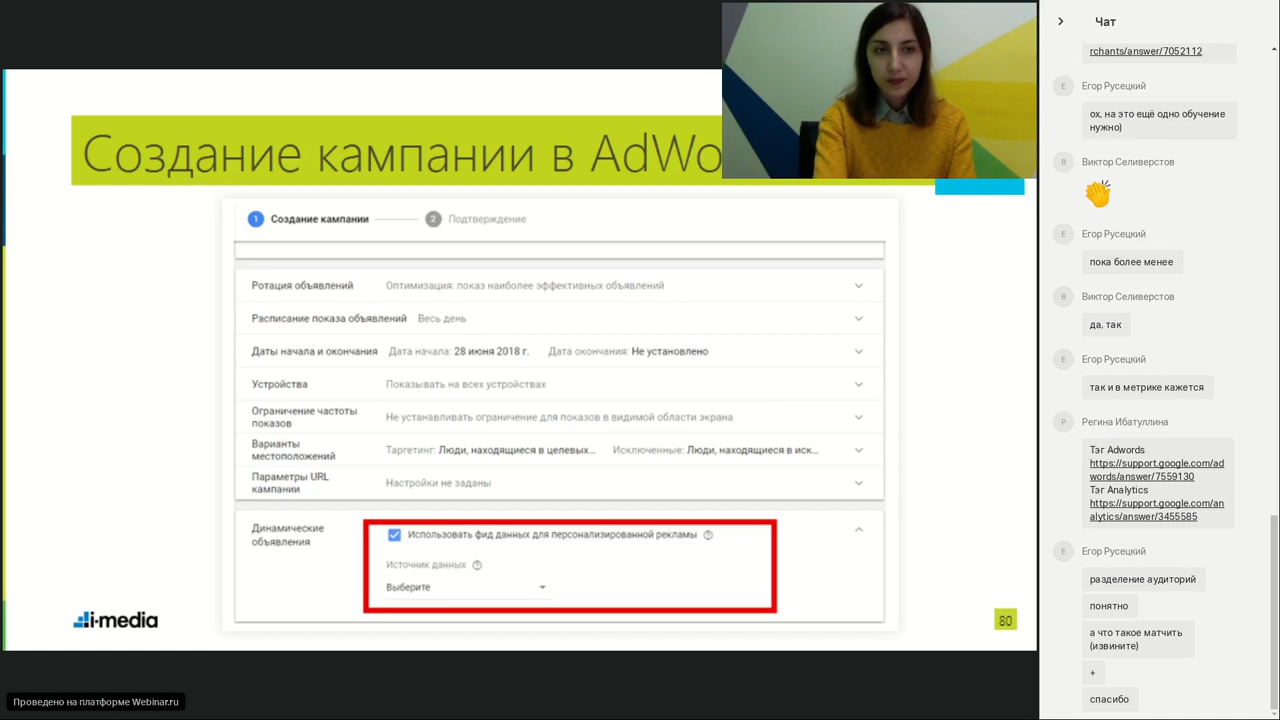 Создание кампании в AdWo
1 Создание кампании
2 Подтверждение
Ротация объявлений Оптимизация: показ наиболее эффективных объявлений
Расписание показа объявлений Весь день
Даты начала и окончания Дата начала: 28 июня 2018 г. Дата окончания: Не установлено
Устройства Показывать на всех устройствах
Ограничение частоты
показов
Не устанавливать ограничение для показов в видимой области экрана
Варианты
местоположений
Таргетинг: Люди, находящиеся в целевых... Исключенные: Люди, находящиеся в иск...
Параметры URL
кампании
Настройки не заданы
Динамические
объявления
Использовать фид данных для персонализированной рекламы
Источник данных
Выберите
i-media
80
Проведено на платформе Webinar.ru
Чат
rchants/answer/7052112
Е Егор Русецкий
ох, на это ещё одно обучение
нужно)
В Виктор Селиверстов
Е Егор Русецкий
пока более менее
В Виктор Селиверстов
да, так
Е Егор Русецкий
так и в метрике кажется
Р Регина Ибатуллина
Тэг Adwords
https://support.google.com/ad
words/answer/7559130
Тэг Analytics
https://support.google.com/an
alytics/answer/3455585
Е Егор Русецкий
разделение аудиторий
понятно
а что такое матчить
(извините)
+
спасибо